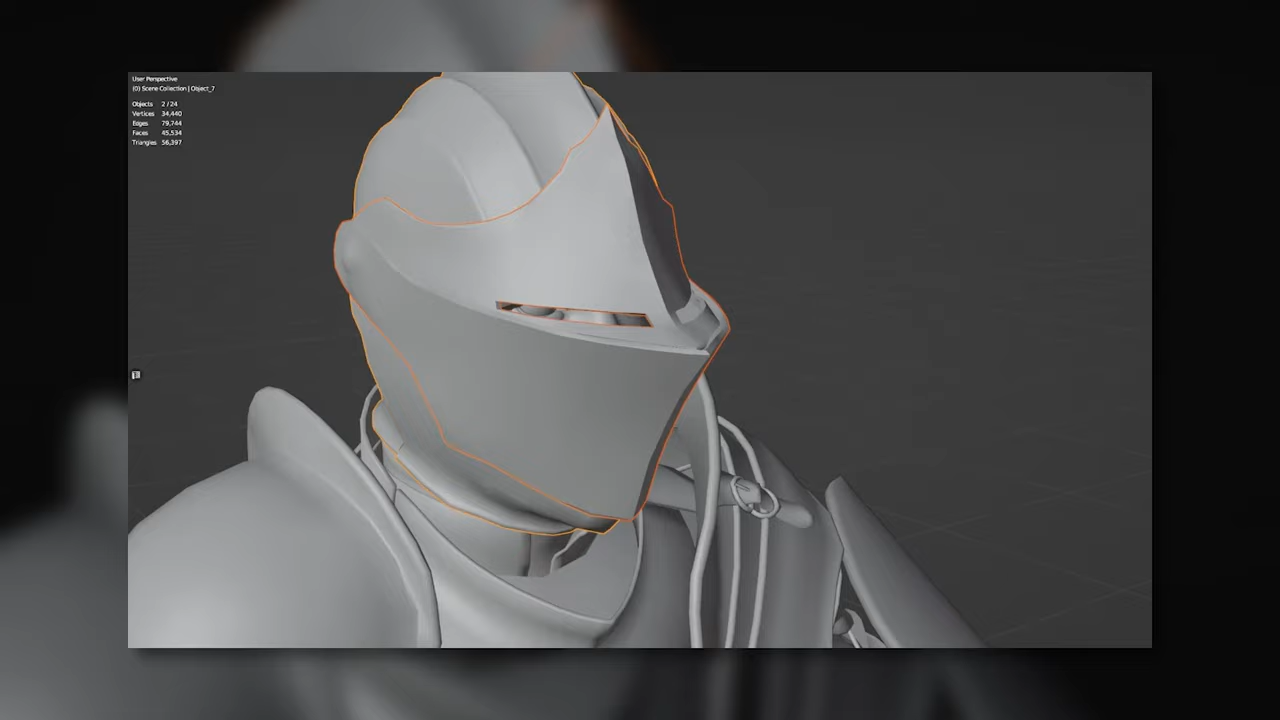 User Perspective
(0) Scene Collection | Object_7
Objects 2 / 24
Vertices 34,440
Edges 79,744
Faces 45,534
Triangles 56,397